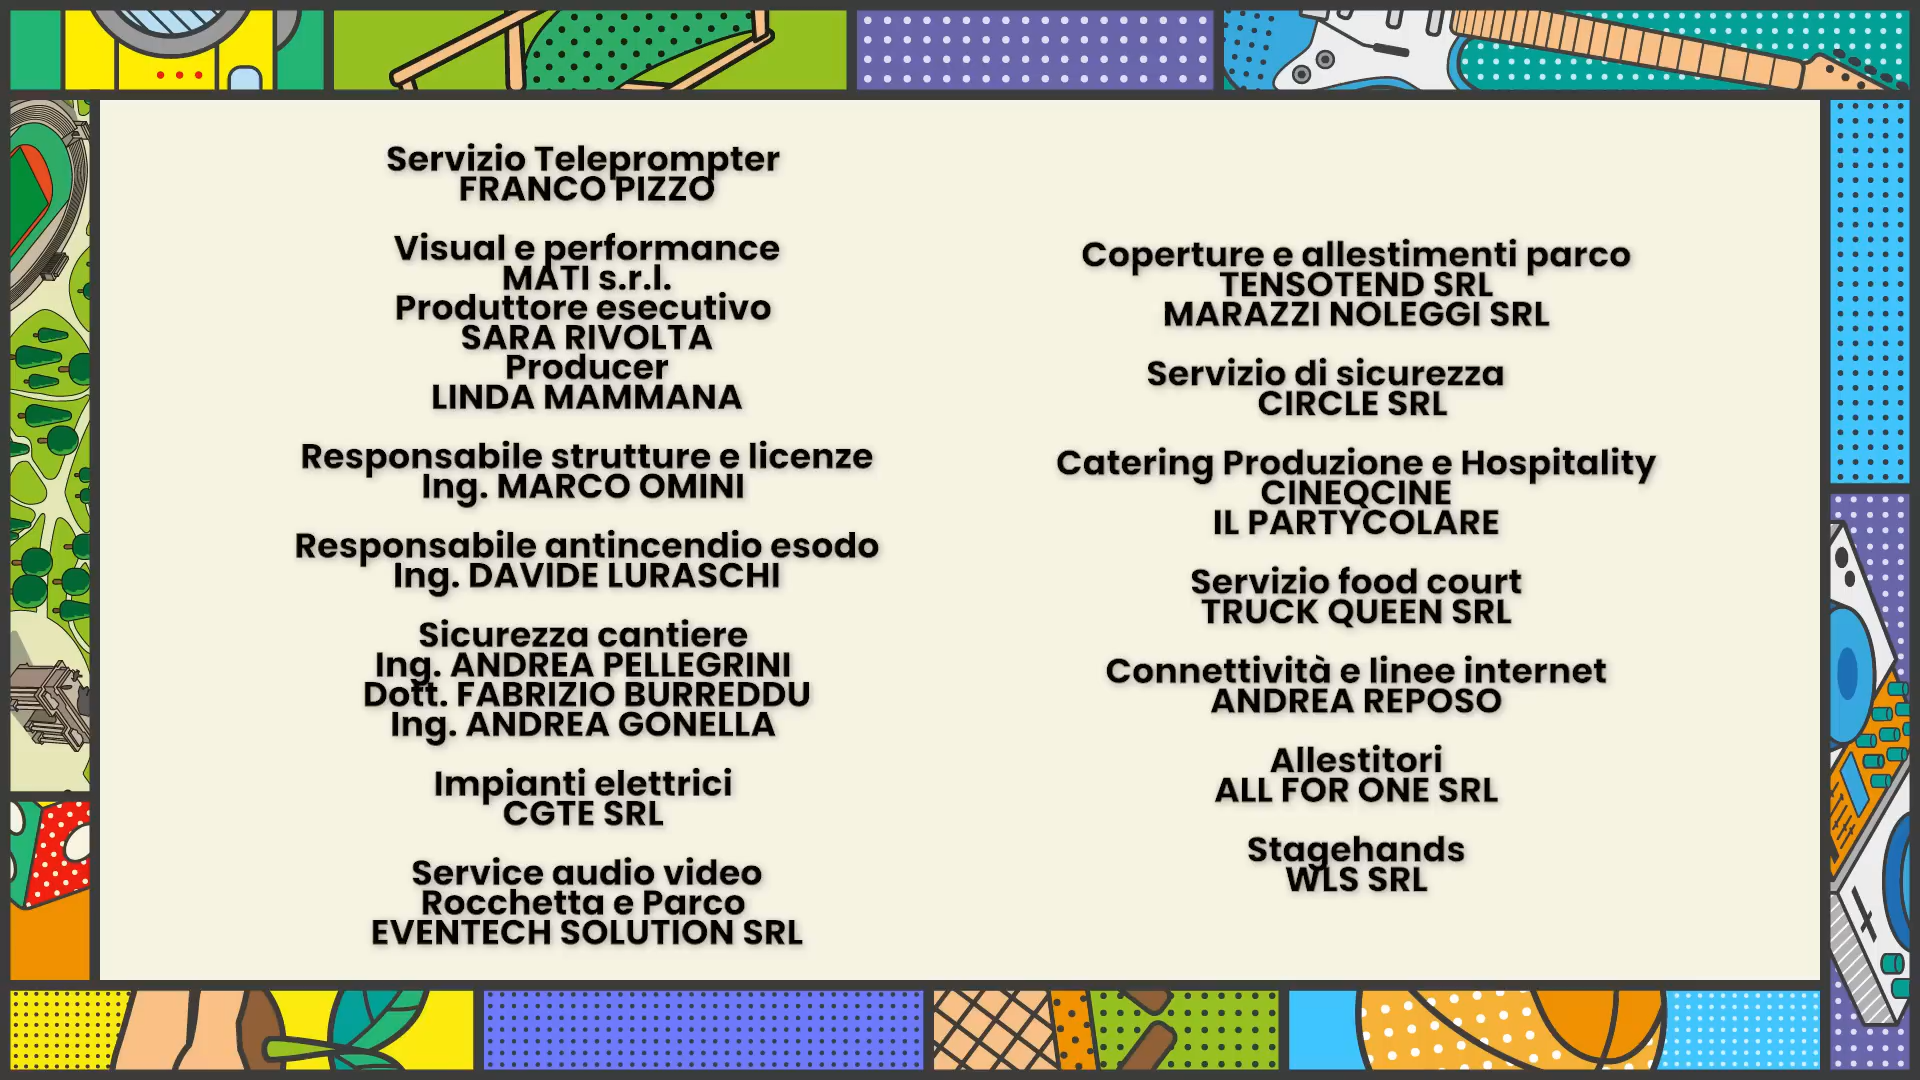 Servizio Teleprompter
FRANCO PIZZO
Visual e performance
MATI s.r.l.
Produttore esecutivo
SARA RIVOLTA
Producer
LINDA MAMMANA
Responsabile strutture e licenze
Ing. MARCO OMINI
Responsabile antincendio esodo
Ing. DAVIDE LURASCHI
Sicurezza cantiere
Ing. ANDREA PELLEGRINI
Dott. FABRIZIO BURREDDU
Ing. ANDREA GONELLA
Impianti elettrici
CGTE SRL
Service audio video
Rocchetta e Parco
EVENTECH SOLUTION SRL
Coperture e allestimenti parco
TENSOTEND SRL
MARAZZI NOLEGGI SRL
Servizio di sicurezza
CIRCLE SRL
Catering Produzione e Hospitality
CINEQCINE
IL PARTYCOLARE
Servizio food court
TRUCK QUEEN SRL
Connettività e linee internet
ANDREA REPOSO
Allestitori
ALL FOR ONE SRL
Stagehands
WLS SRL